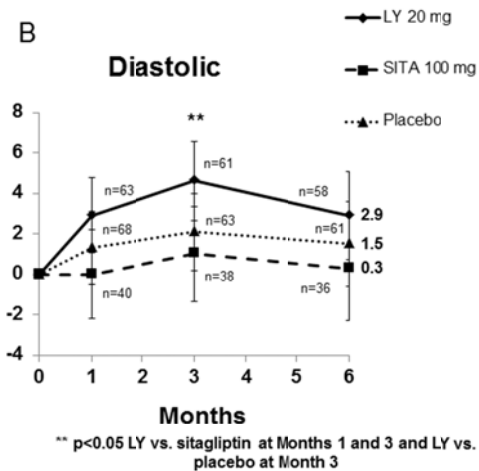 B
LY 20 mg
SITA 100 mg
Placebo
Diastolic
8
6
4
2
0
-2
-4
**
n=63
n=61
n=58
n=68
n=63
n=61
n=40
n=38
n=36
2.9
1.5
0.3
0 1 2 3 4 5 6
Months
** p<0.05 LY vs. sitagliptin at Months 1 and 3 and LY vs.
placebo at Month 3